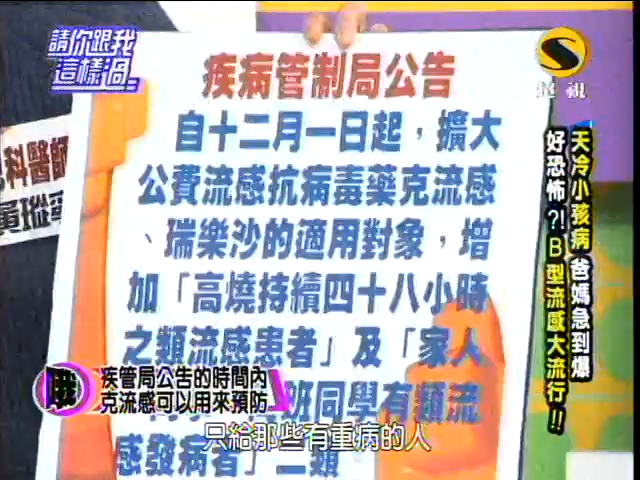 請你跟我
這樣過
超視
疾病管制局公告
自十二月一日起，擴大
公費流感抗病毒藥克流感
、瑞樂沙的適用對象，增
加「高燒持續四十八小時
之類流感患者」及「家人
班同學有類流
感發病者」二類
科醫師
天冷小孩病 爸媽急到爆
好恐怖?!B型流感大流行!!
哦
疾管局公告的時間內
克流感可以用來預防
只給那些有重病的人